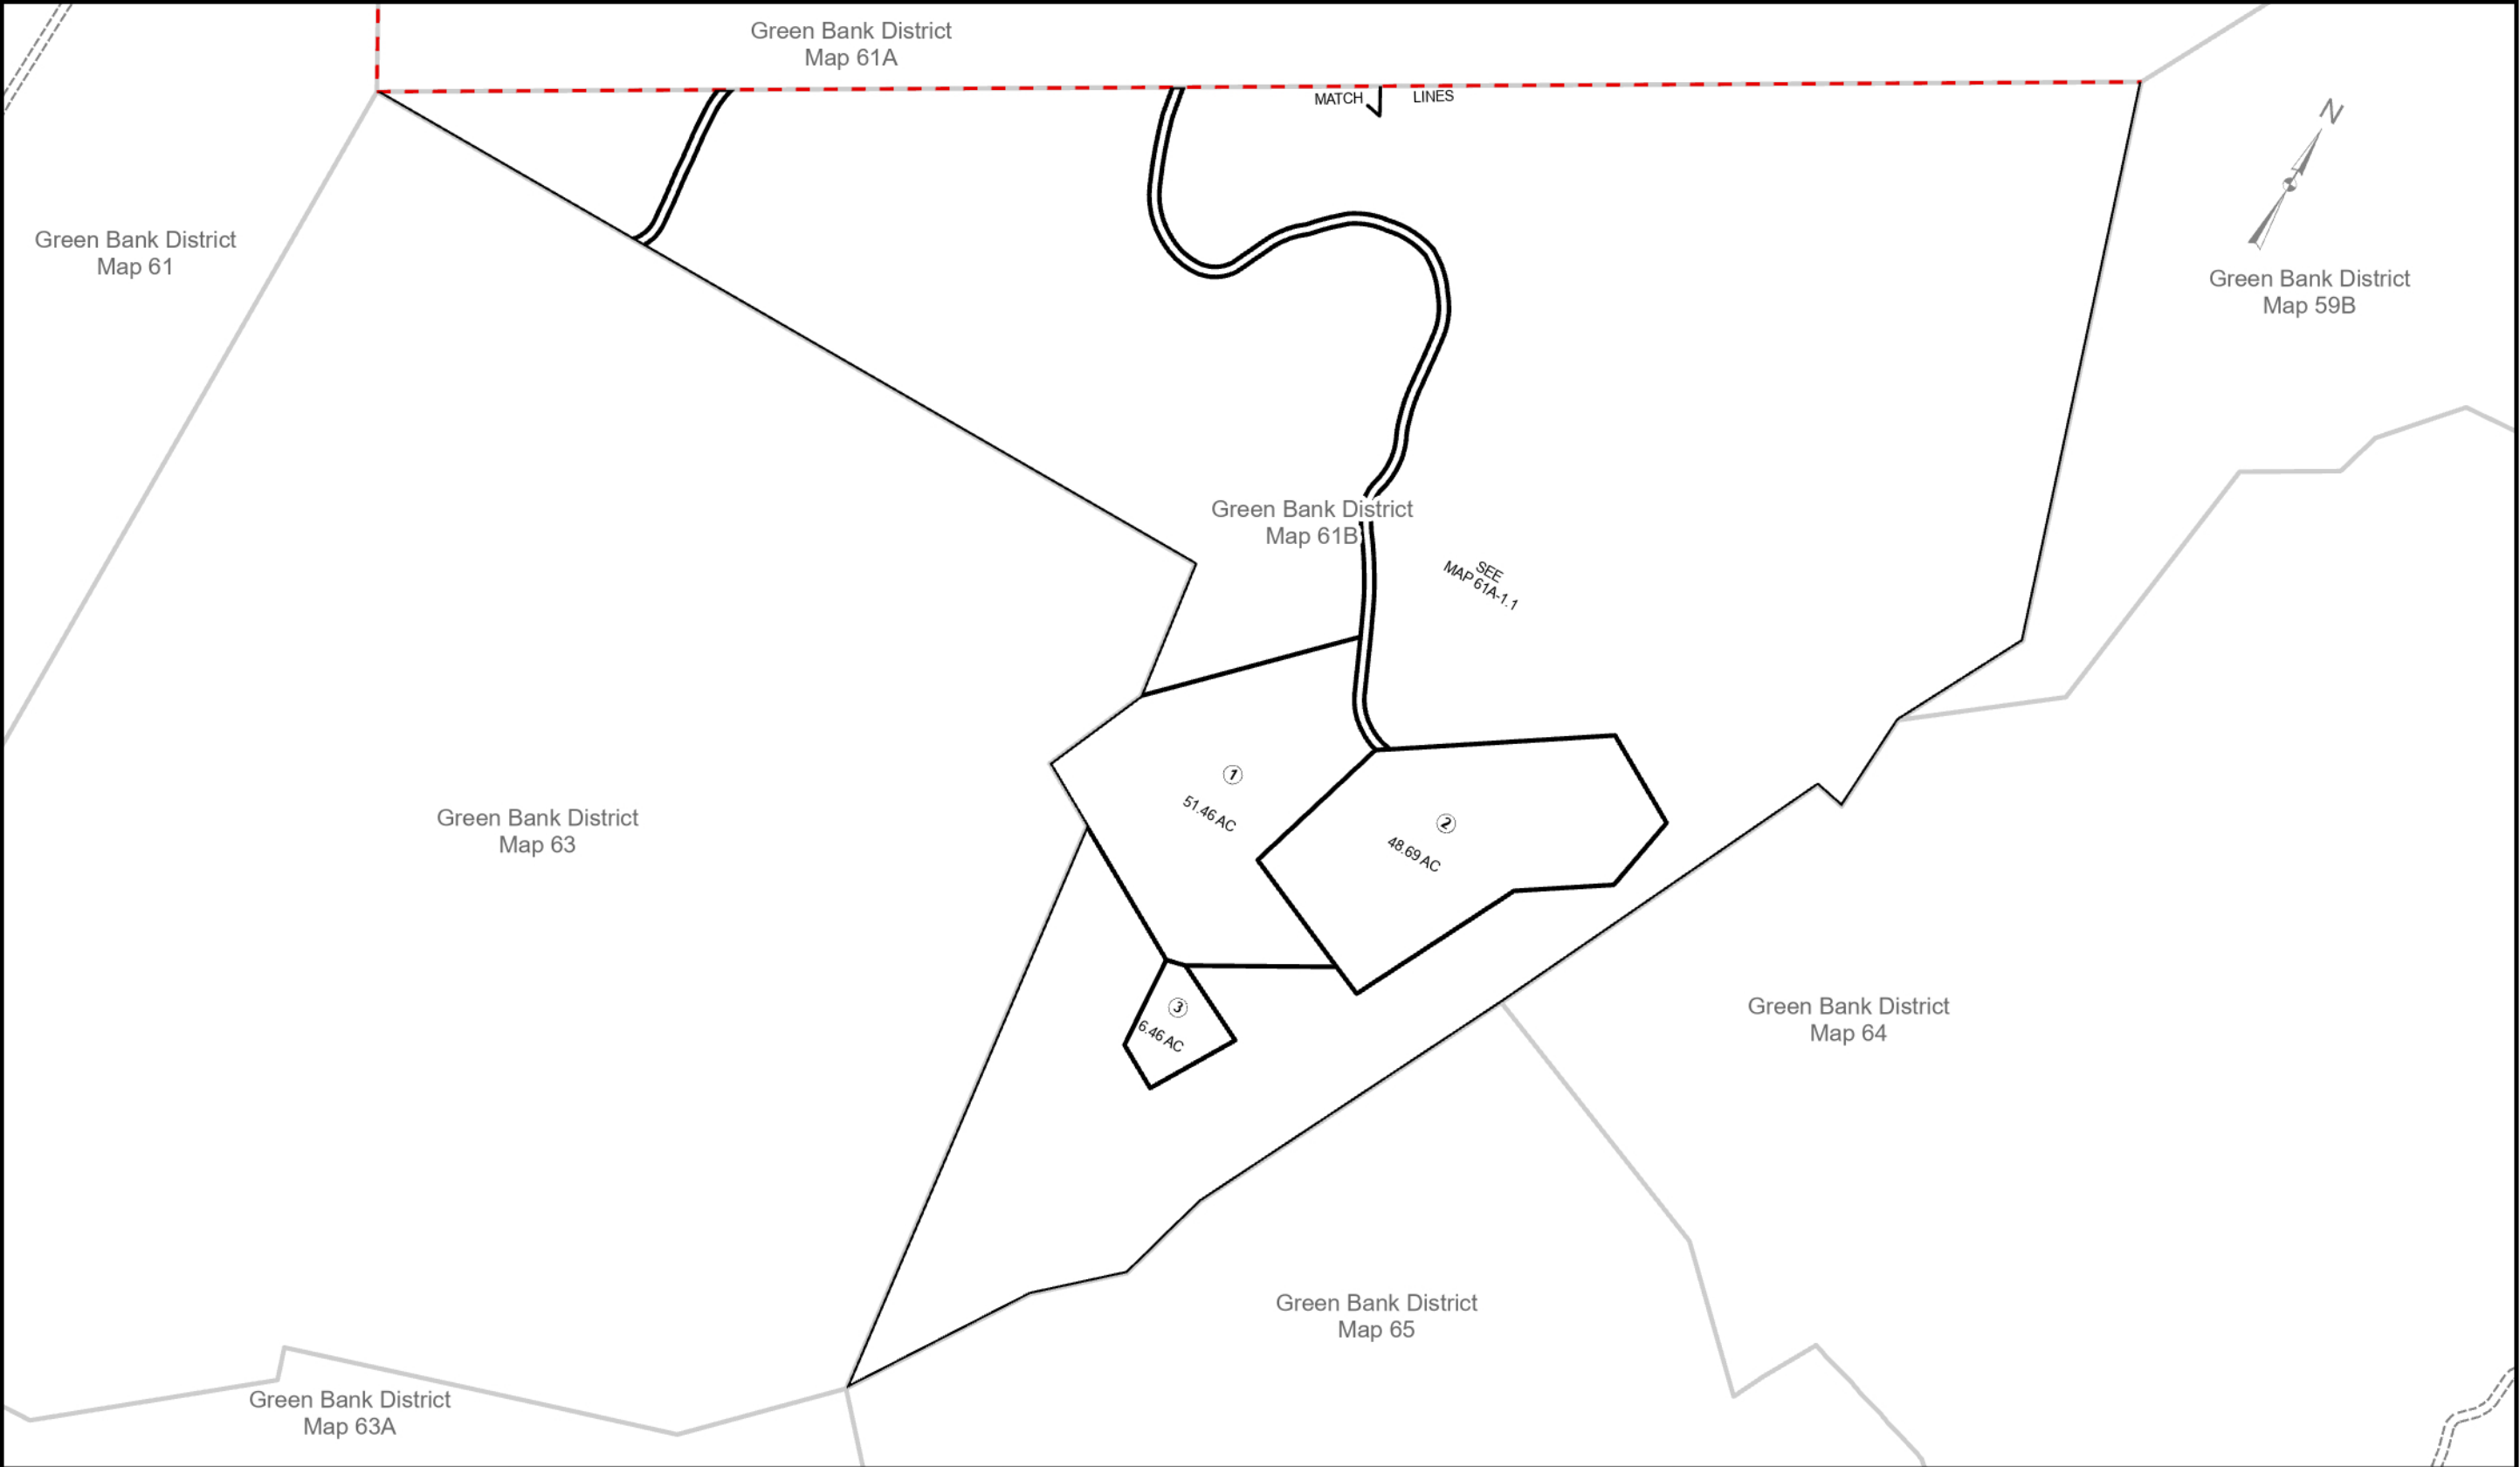 Green Bank District
Map 61A
MATCH LINES
N
Green Bank District
Map 61
Green Bank District
Map 59B
Green Bank District
Map 61B
SEE
MAP 61A-1.1
1
51.46 AC
2
48.69 AC
Green Bank District
Map 63
3
6.46 AC
Green Bank District
Map 64
Green Bank District
Map 65
Green Bank District
Map 63A